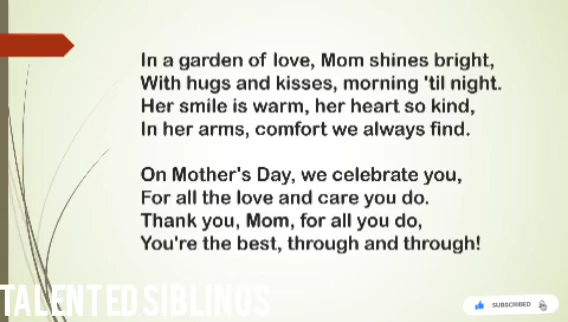 In a garden of love, Mom shines bright,
With hugs and kisses, morning 'til night.
Her smile is warm, her heart so kind,
In her arms, comfort we always find.
On Mother's Day, we celebrate you,
For all the love and care you do.
Thank you, Mom, for all you do,
You're the best, through and through!
TALENTED SIBLINGS
SUBSCRIBED